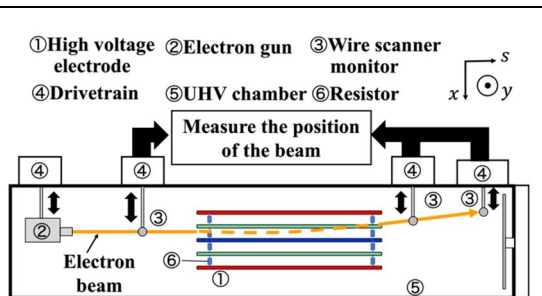 ①High voltage electrode ②Electron gun ③Wire scanner monitor
④Drivetrain ⑤UHV chamber ⑥Resistor
s
x
y
Measure the position
of the beam
④ ④ ④ ④
③ ③ ③
②
Electron
beam
⑥
①
⑤